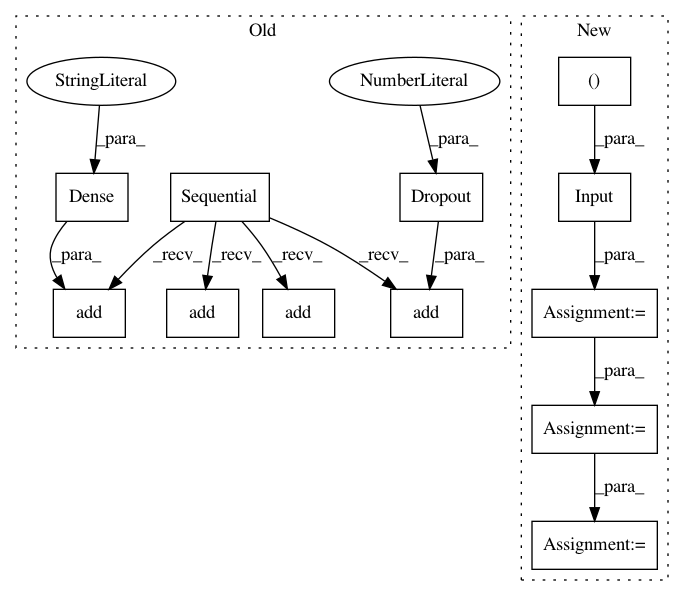 Old
New
StringLiteral
NumberLiteral
()
_para_
_para_
_para_
Dense
Sequential
Dropout
Input
_para_
_recv_
_recv_
_recv_
_recv_
_para_
_para_
add
add
add
add
Assignment:=
_para_
Assignment:=
_para_
Assignment:=